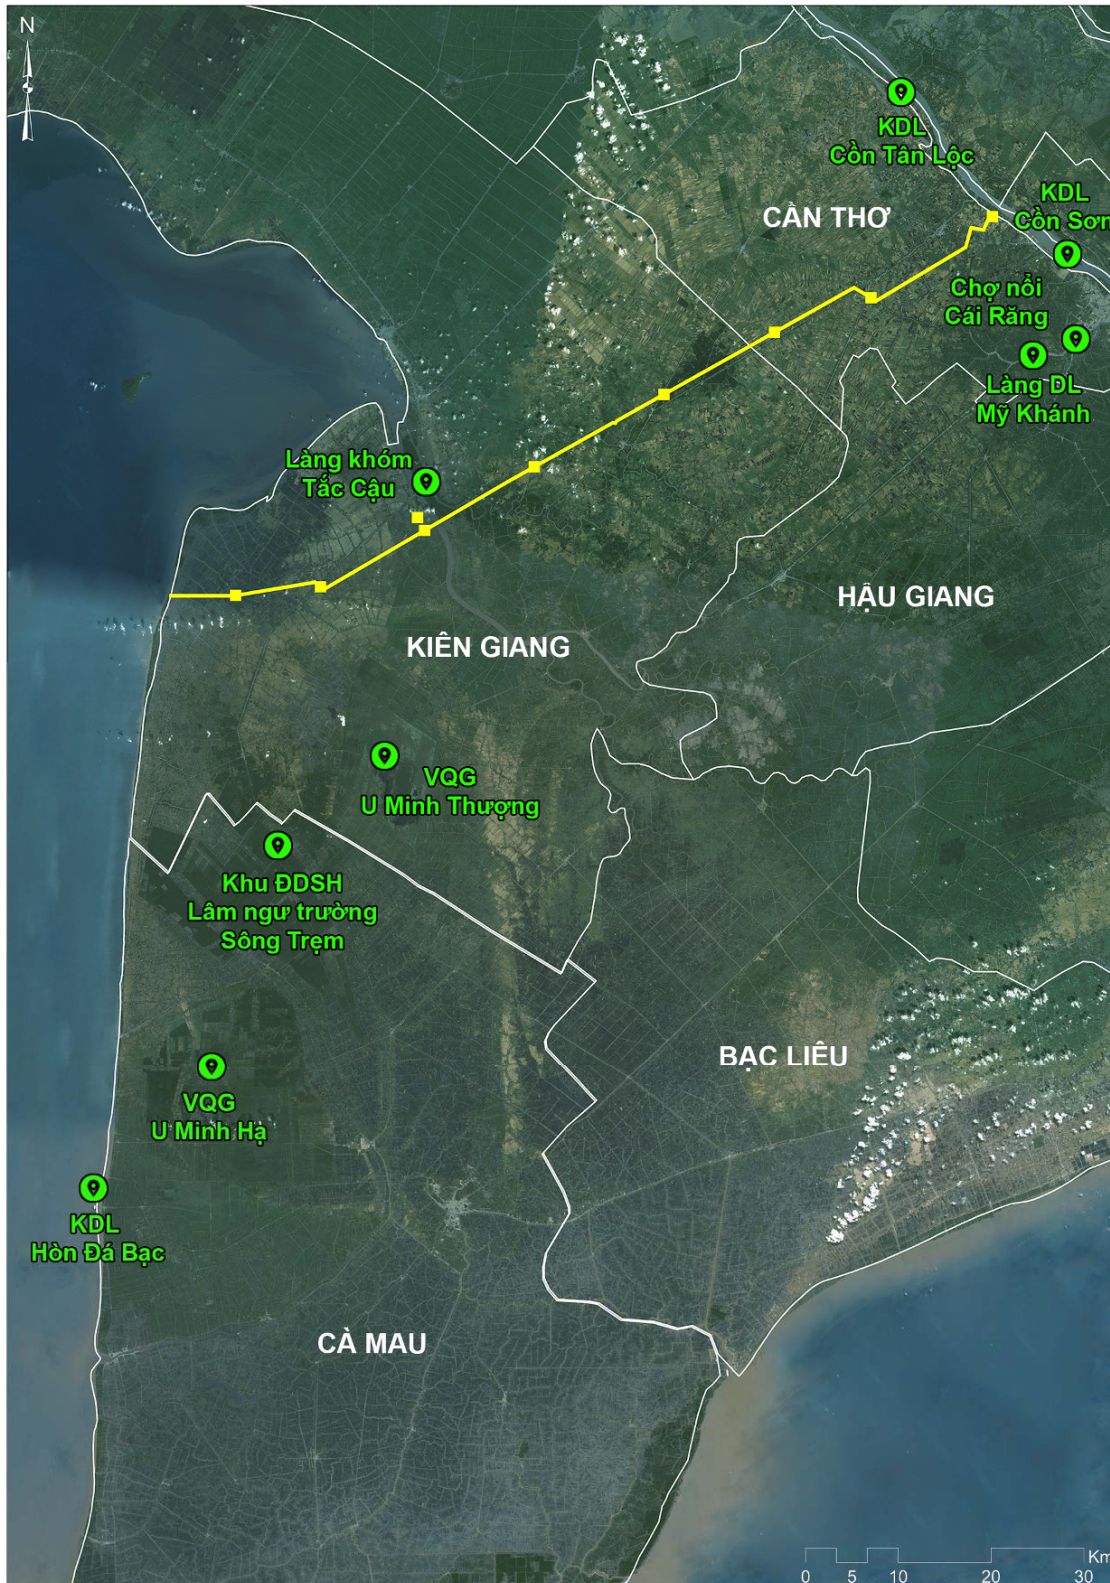 N
KDL
Cồn Tân Lộc
KDL
Cồn Sơn
CẦN THƠ
Chợ nổi
Cái Răng
Làng DL
Mỹ Khánh
Làng khóm
Tắc Cậu
HẬU GIANG
KIÊN GIANG
VQG
U Minh Thượng
Khu ĐDSH
Lâm ngư trường
Sông Trẹm
BẠC LIÊU
VQG
U Minh Hạ
KDL
Hòn Đá Bạc
CÀ MAU
Km
0 5 10 20 30